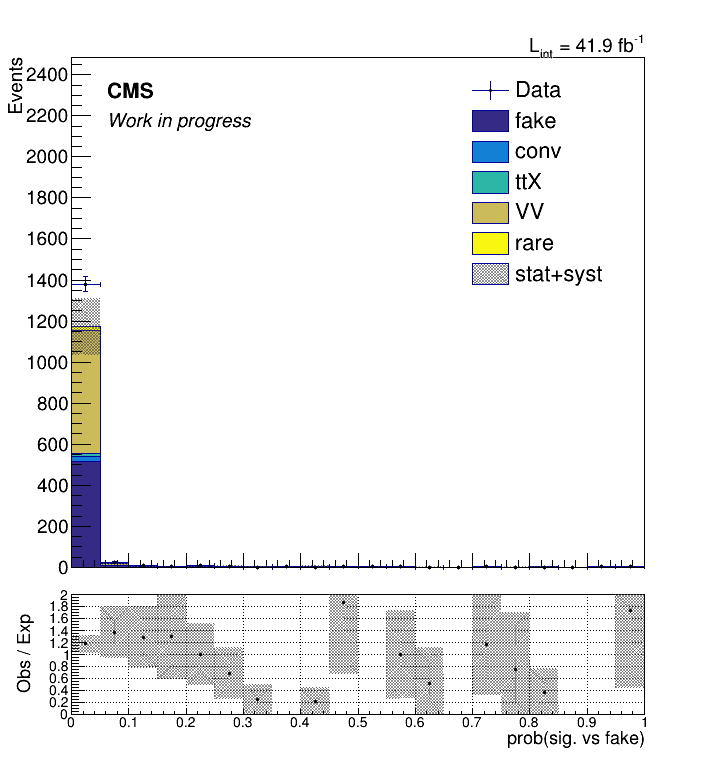 L_int = 41.9 fb^-1
Events
2400
2200
2000
1800
1600
1400
1200
1000
800
600
400
200
0
CMS
Work in progress
Data
fake
conv
ttX
VV
rare
stat+syst
Obs / Exp
2
1.8
1.6
1.4
1.2
1
0.8
0.6
0.4
0.2
0
0 0.1 0.2 0.3 0.4 0.5 0.6 0.7 0.8 0.9 1
prob(sig. vs fake)